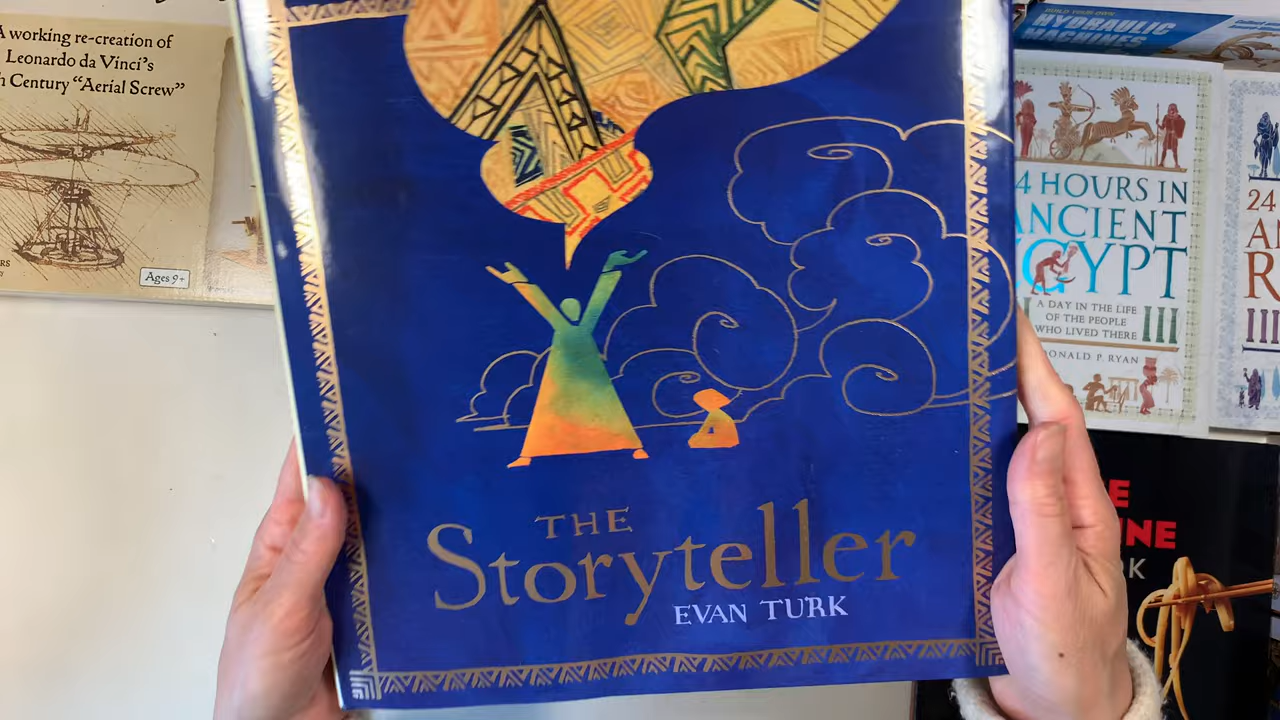 A working re-creation of
Leonardo da Vinci's
Century "Aerial Screw"
Ages 9+
THE
Storyteller
EVAN TURK
HYDRAULIC
MACHINES
4 HOURS IN
ANCIENT
EGYPT
A DAY IN THE LIFE
OF THE PEOPLE
WHO LIVED THERE
DONALD P. RYAN
24